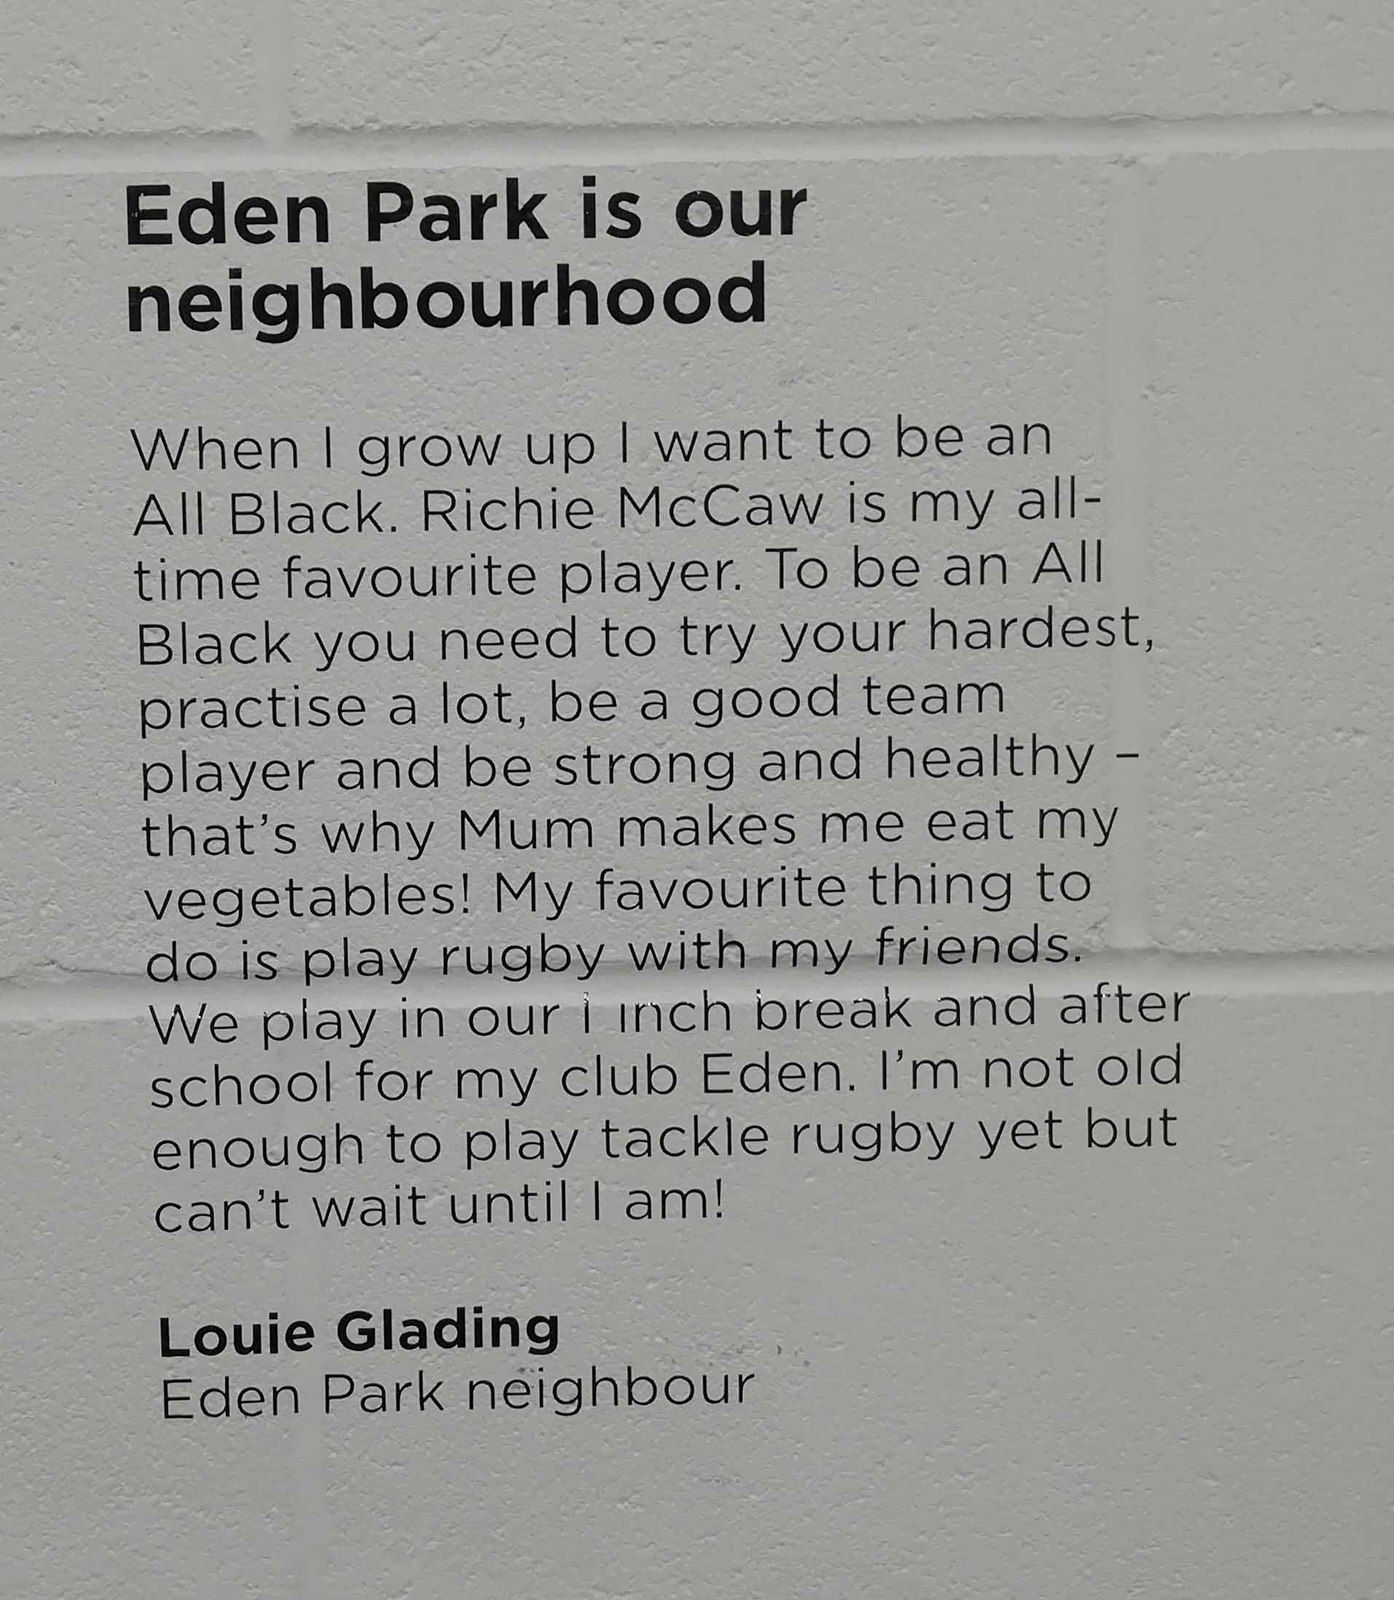 Eden Park is our
neighbourhood
When I grow up I want to be an
All Black. Richie McCaw is my all-
time favourite player. To be an All
Black you need to try your hardest,
practise a lot, be a good team
player and be strong and healthy –
that's why Mum makes me eat my
vegetables! My favourite thing to
do is play rugby with my friends.
We play in our lunch break and after
school for my club Eden. I'm not old
enough to play tackle rugby yet but
can't wait until I am!
Louie Glading
Eden Park neighbour